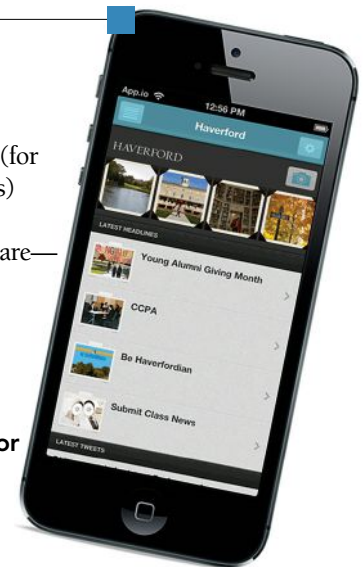 (for
s)
are—
or
App.io 12:56 PM
Haverford
HAVERFORD
LATEST HEADLINES
Young Alumni Giving Month
CCPA
Be Haverfordian
Submit Class News
LATEST TWEETS